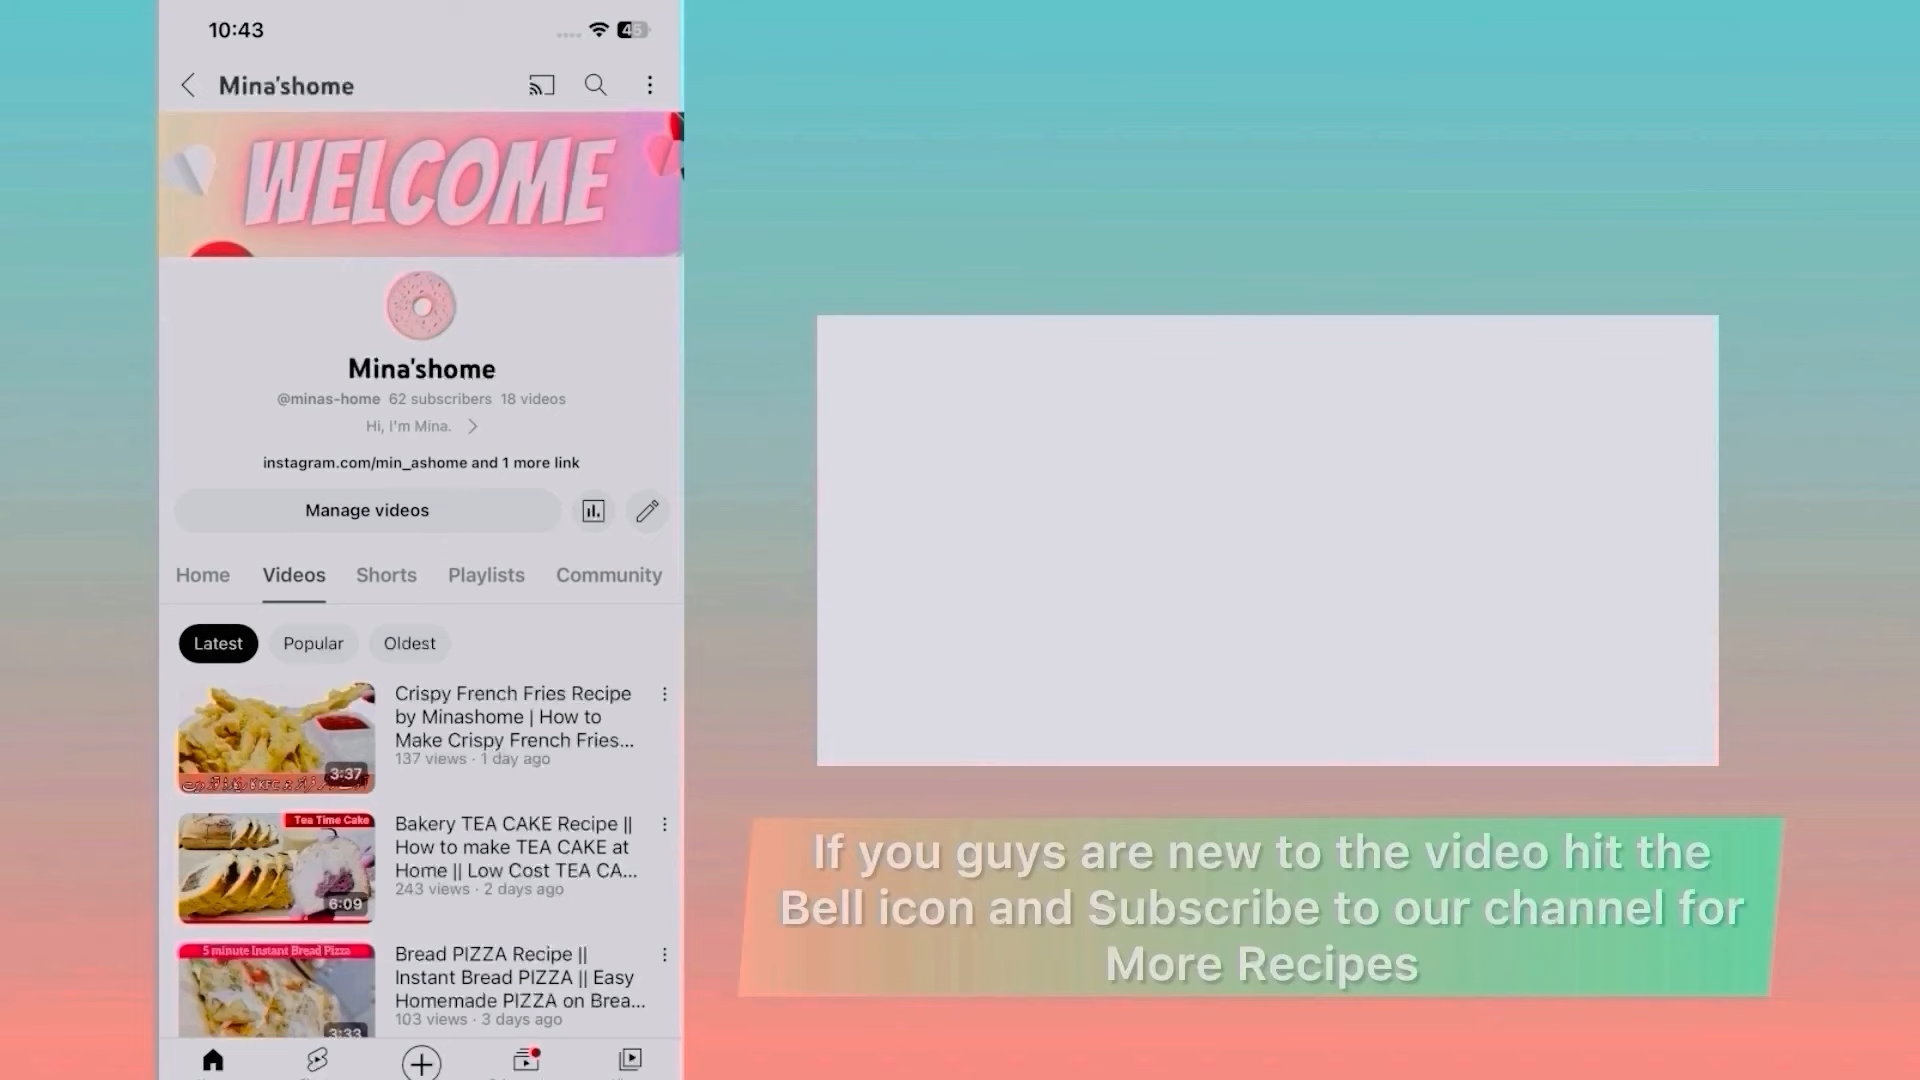 10:43
45
Mina'shome
WELCOME
Mina'shome
@minas-home 62 subscribers 18 videos
Hi, I'm Mina.
instagram.com/min_ashome and 1 more link
Manage videos
Home Videos Shorts Playlists Community
Latest Popular Oldest
Crispy French Fries Recipe
by Minashome | How to
Make Crispy French Fries...
137 views · 1 day ago
3:37
Tea Time Cake
Bakery TEA CAKE Recipe ||
How to make TEA CAKE at
Home || Low Cost TEA CA...
243 views · 2 days ago
6:09
5 minute Instant Bread Pizza
Bread PIZZA Recipe ||
Instant Bread PIZZA || Easy
Homemade PIZZA on Brea...
103 views · 3 days ago
3:33
If you guys are new to the video hit the
Bell icon and Subscribe to our channel for
More Recipes